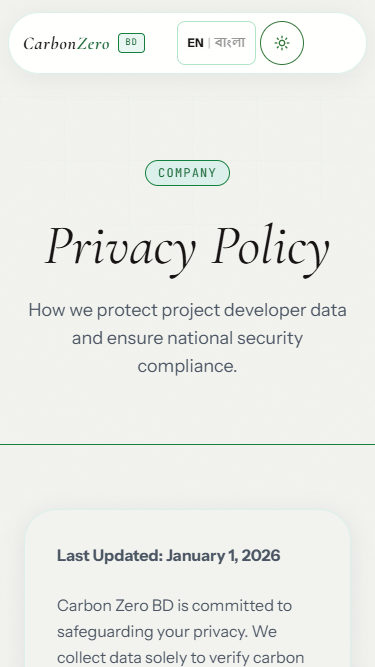 CarbonZero BD EN | বাংলা
COMPANY
Privacy Policy
How we protect project developer data
and ensure national security
compliance.
Last Updated: January 1, 2026
Carbon Zero BD is committed to
safeguarding your privacy. We
collect data solely to verify carbon